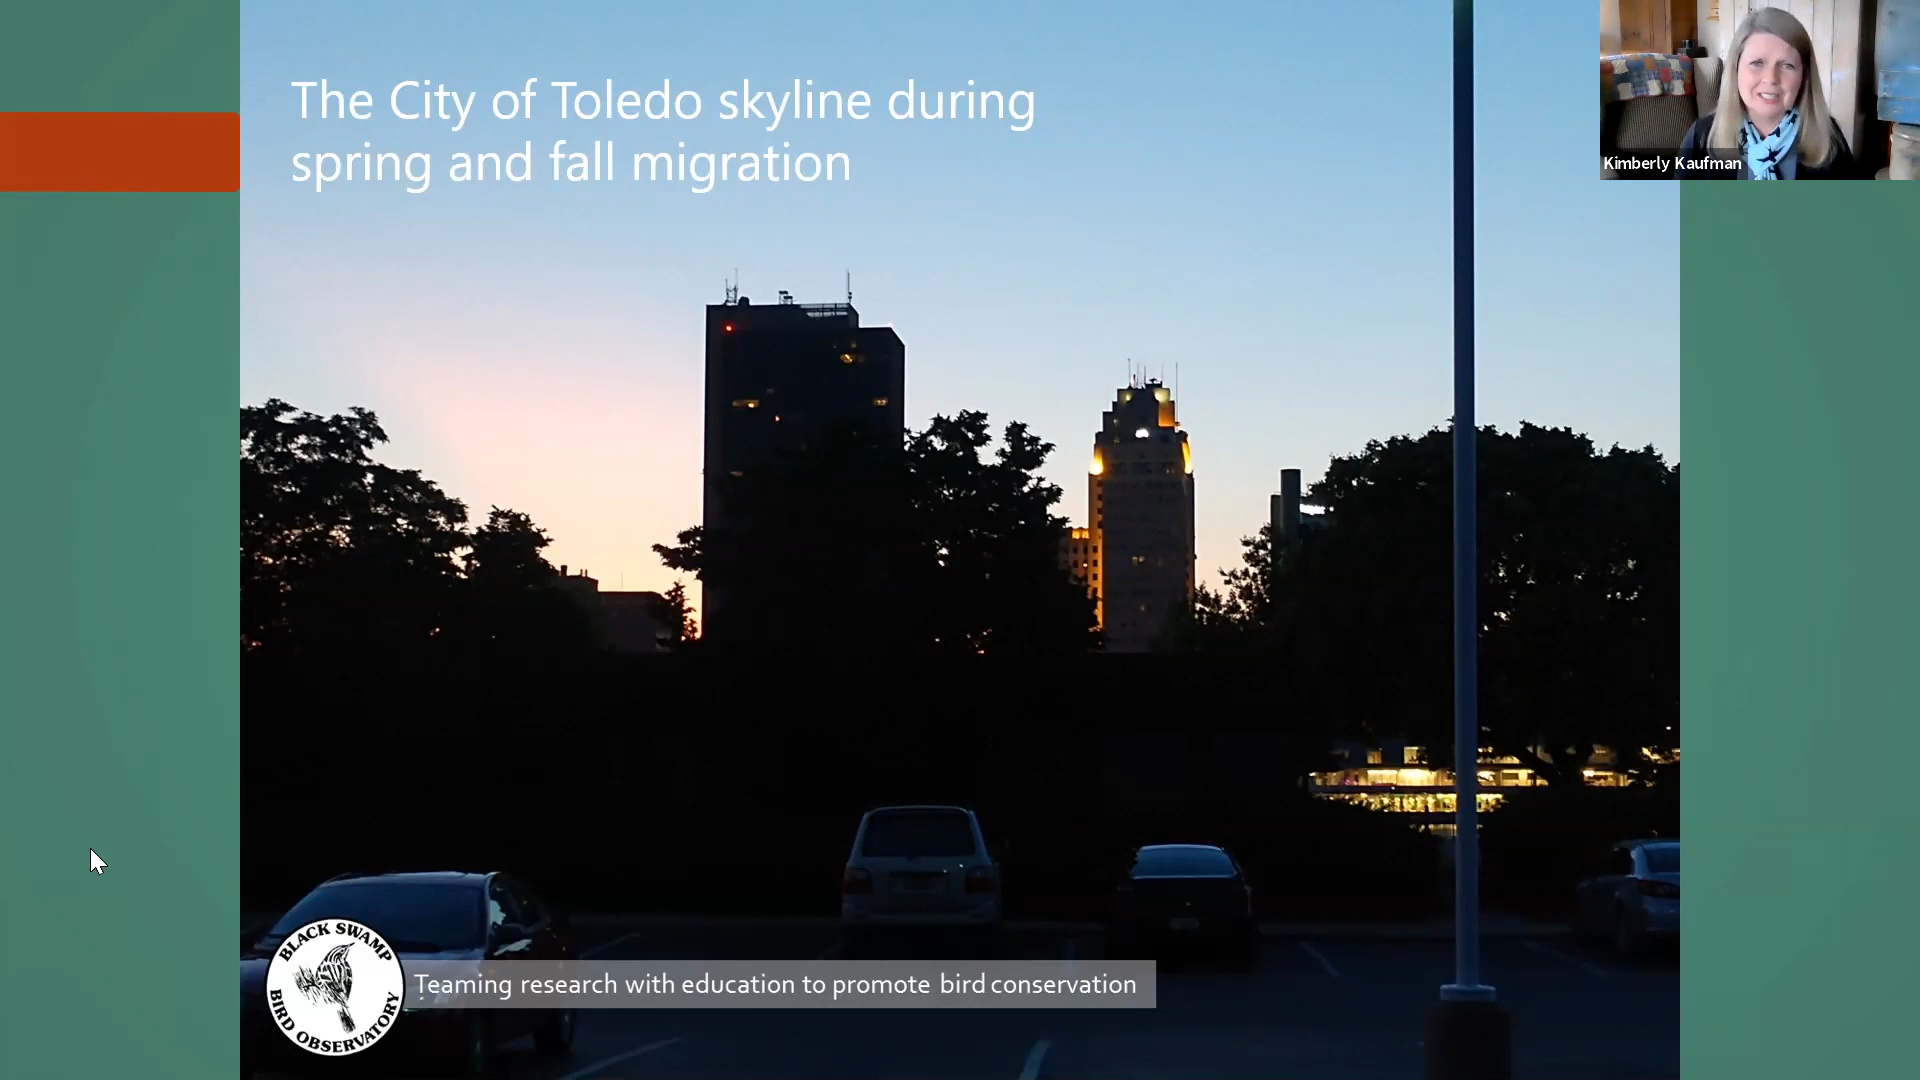 The City of Toledo skyline during
spring and fall migration
Kimberly Kaufman
BLACK SWAMP
BIRD OBSERVATORY
Teaming research with education to promote bird conservation